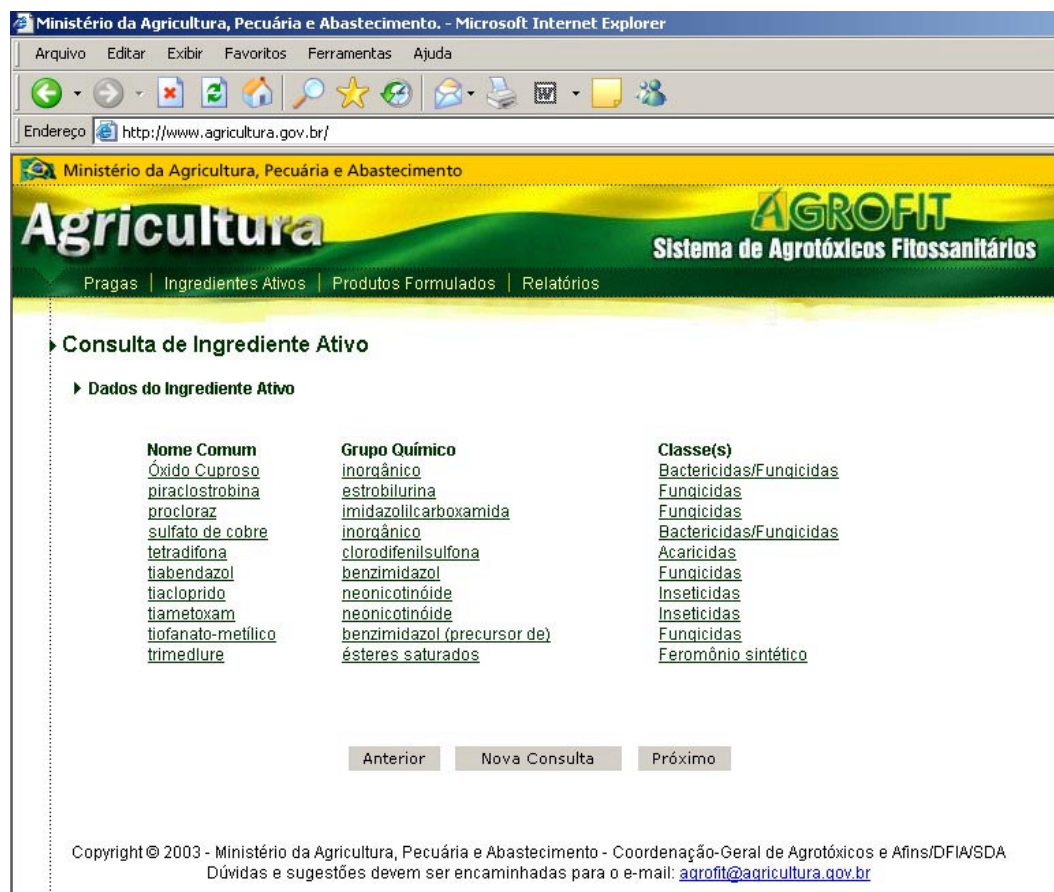 Ministério da Agricultura, Pecuária e Abastecimento. - Microsoft Internet Explorer
Arquivo Editar Exibir Favoritos Ferramentas Ajuda
Endereço http://www.agricultura.gov.br/
Ministério da Agricultura, Pecuária e Abastecimento
Agricultura
AGROFIT
Sistema de Agrotóxicos Fitossanitários
Pragas | Ingredientes Ativos | Produtos Formulados | Relatórios
Consulta de Ingrediente Ativo
Dados do Ingrediente Ativo
Nome Comum Grupo Químico Classe(s)
Óxido Cuproso inorgânico Bactericidas/Fungicidas
piraclostrobina estrobilurina Fungicidas
procloraz imidazolilcarboxamida Fungicidas
sulfato de cobre inorgânico Bactericidas/Fungicidas
tetradifona clorodifenilsulfona Acaricidas
tiabendazol benzimidazol Fungicidas
tiacloprido neonicotinóide Inseticidas
tiametoxam neonicotinóide Inseticidas
tiofanato-metílico benzimidazol (precursor de) Fungicidas
trimedlure ésteres saturados Feromônio sintético
Anterior Nova Consulta Próximo
Copyright © 2003 - Ministério da Agricultura, Pecuária e Abastecimento - Coordenação-Geral de Agrotóxicos e Afins/DFIA/SDA
Dúvidas e sugestões devem ser encaminhadas para o e-mail: agrofit@agricultura.gov.br